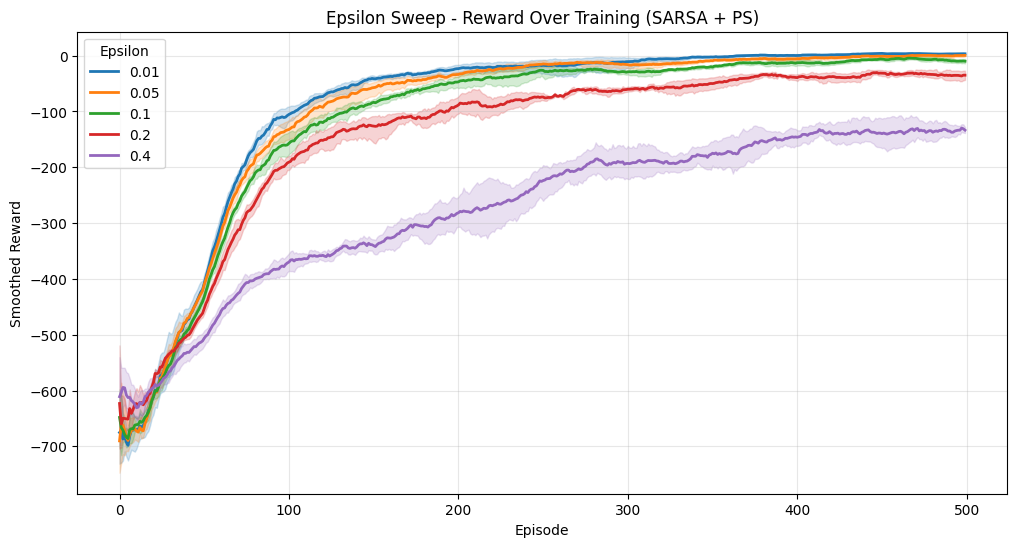 Epsilon Sweep - Reward Over Training (SARSA + PS)
Epsilon
0.01
0.05
0.1
0.2
0.4
0
−100
−200
−300
−400
−500
−600
−700
Smoothed Reward
0 100 200 300 400 500
Episode